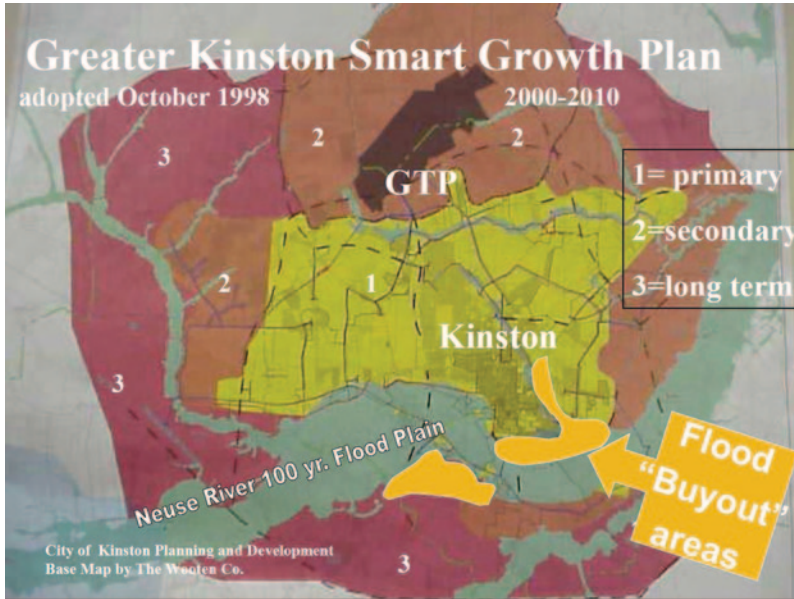 Greater Kinston Smart Growth Plan
adopted October 1998
2000-2010
3
2
2
GTP
1= primary
2=secondary
3=long term
2
1
Kinston
3
Neuse River 100 yr. Flood Plain
Flood
"Buyout"
areas
City of Kinston Planning and Development
Base Map by The Wooten Co.
3